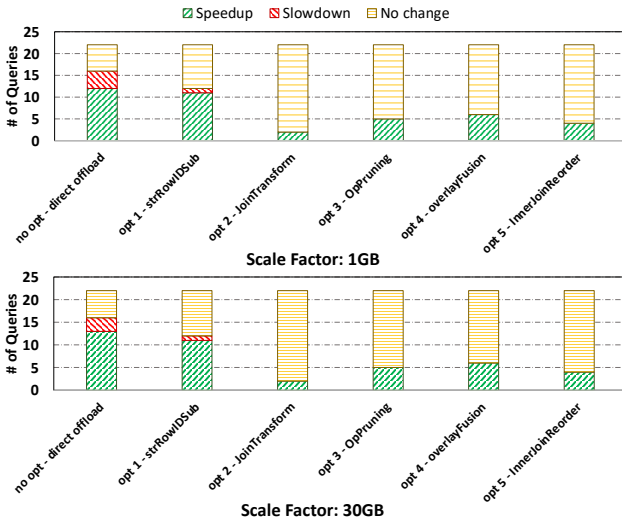 Speedup Slowdown No change
# of Queries
25
20
15
10
5
0
no opt - direct offload
opt 1 - strRowIDSub
opt 2 - JoinTransform
opt 3 - OpPruning
opt 4 - overlayFusion
opt 5 - InnerJoinReorder
Scale Factor: 1GB
# of Queries
25
20
15
10
5
0
no opt - direct offload
opt 1 - strRowIDSub
opt 2 - JoinTransform
opt 3 - OpPruning
opt 4 - overlayFusion
opt 5 - InnerJoinReorder
Scale Factor: 30GB